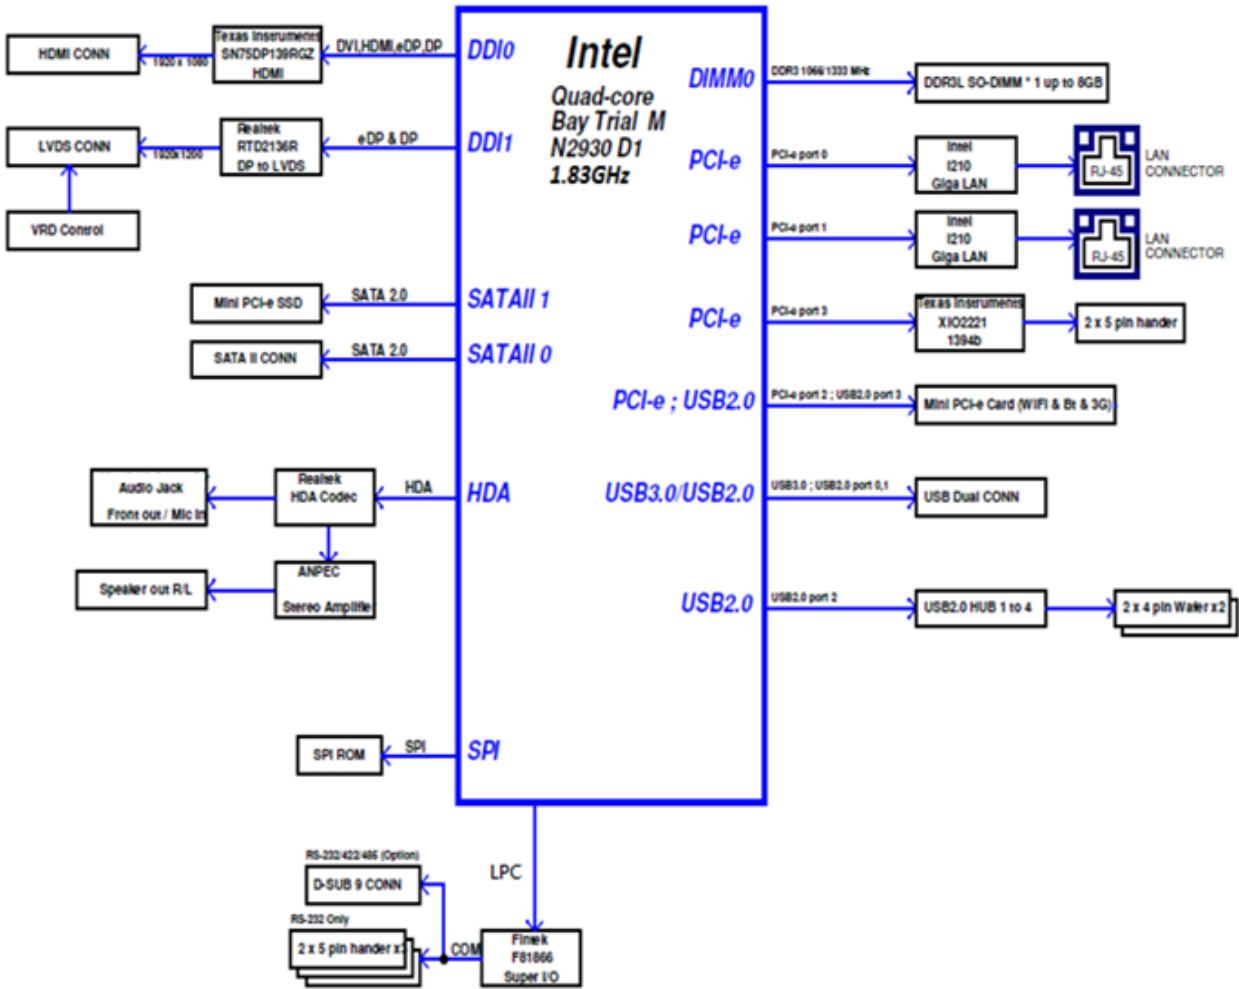 Intel
Quad-core
Bay Trial M
N2930 D1
1.83GHz
HDMI CONN
1920 x 1080
Texas Instruments
SN75DP139RGZ
HDMI
DVI,HDMI,eDP,DP
DDI0
LVDS CONN
1920x1200
Realtek
RTD2136R
DP to LVDS
eDP & DP
DDI1
VRD Control
Mini PCI-e SSD
SATA 2.0
SATAII 1
SATA II CONN
SATA 2.0
SATAII 0
Audio Jack
Front out / Mic in
Realtek
HDA Codec
HDA
HDA
Speaker out R/L
ANPEC
Stereo Amplifie
SPI ROM
SPI
SPI
DIMM0
DDR3 1066/1333 MHz
DDR3L SO-DIMM * 1 up to 8GB
PCI-e
PCI-e port 0
Intel
I210
Giga LAN
RJ-45
LAN
CONNECTOR
PCI-e
PCI-e port 1
Intel
I210
Giga LAN
RJ-45
LAN
CONNECTOR
PCI-e
PCI-e port 3
Texas Instruments
XIO2221
1394b
2 x 5 pin hander
PCI-e ; USB2.0
PCI-e port 2 ; USB2.0 port 3
Mini PCI-e Card (WIFI & Bt & 3G)
USB3.0/USB2.0
USB3.0 ; USB2.0 port 0,1
USB Dual CONN
USB2.0
USB2.0 port 2
USB2.0 HUB 1 to 4
2 x 4 pin Wafer x2
LPC
RS-232/422/485 (Option)
D-SUB 9 CONN
RS-232 Only
2 x 5 pin hander
COM
Fintek
F81866
Super I/O